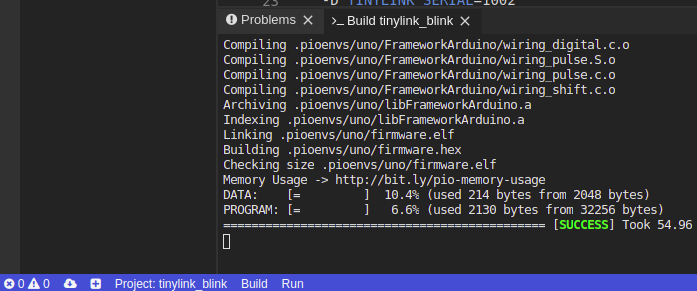 23 -D TINYLINK_SERIAL=1002
Problems × >_ Build tinylink_blink ×
Compiling .pioenvs/uno/FrameworkArduino/wiring_digital.c.o
Compiling .pioenvs/uno/FrameworkArduino/wiring_pulse.S.o
Compiling .pioenvs/uno/FrameworkArduino/wiring_pulse.c.o
Compiling .pioenvs/uno/FrameworkArduino/wiring_shift.c.o
Archiving .pioenvs/uno/libFrameworkArduino.a
Indexing .pioenvs/uno/libFrameworkArduino.a
Linking .pioenvs/uno/firmware.elf
Building .pioenvs/uno/firmware.hex
Checking size .pioenvs/uno/firmware.elf
Memory Usage -> http://bit.ly/pio-memory-usage
DATA:    [=         ]  10.4% (used 214 bytes from 2048 bytes)
PROGRAM: [=         ]   6.6% (used 2130 bytes from 32256 bytes)
============================================== [SUCCESS] Took 54.96
0 0 Project: tinylink_blink Build Run